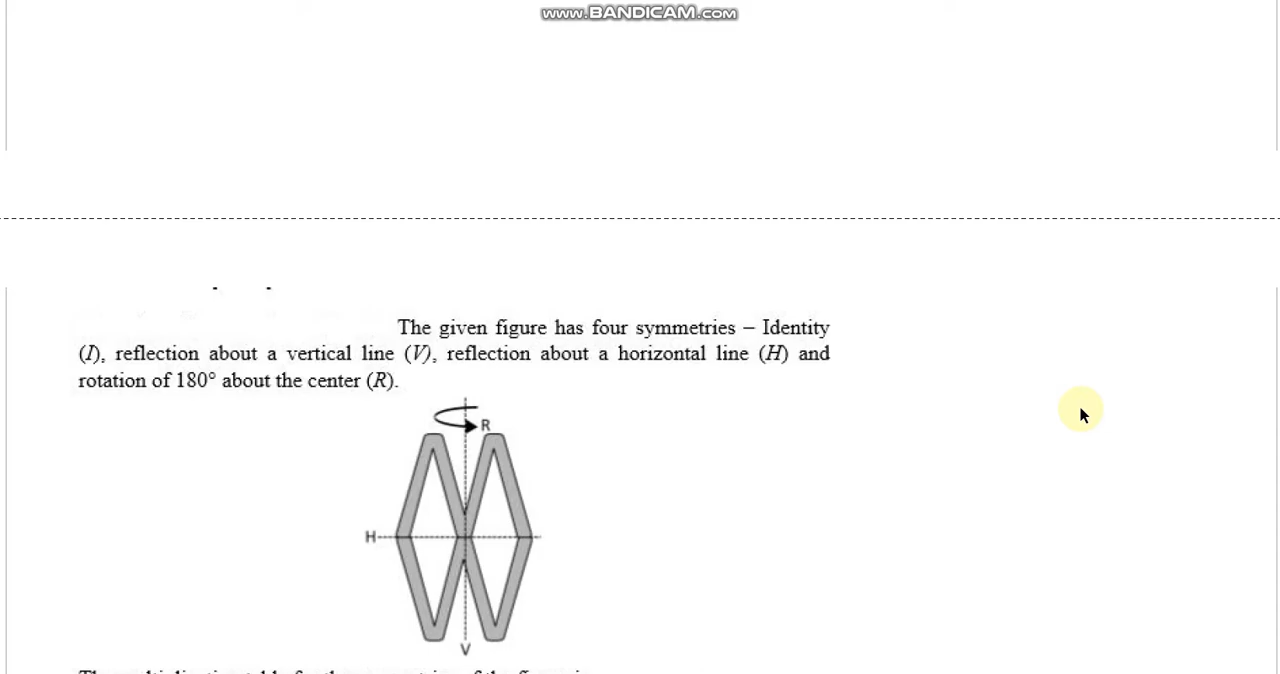 www.BANDICAM.com
The given figure has four symmetries – Identity
(I), reflection about a vertical line (V), reflection about a horizontal line (H) and
rotation of 180° about the center (R).
R
H
V